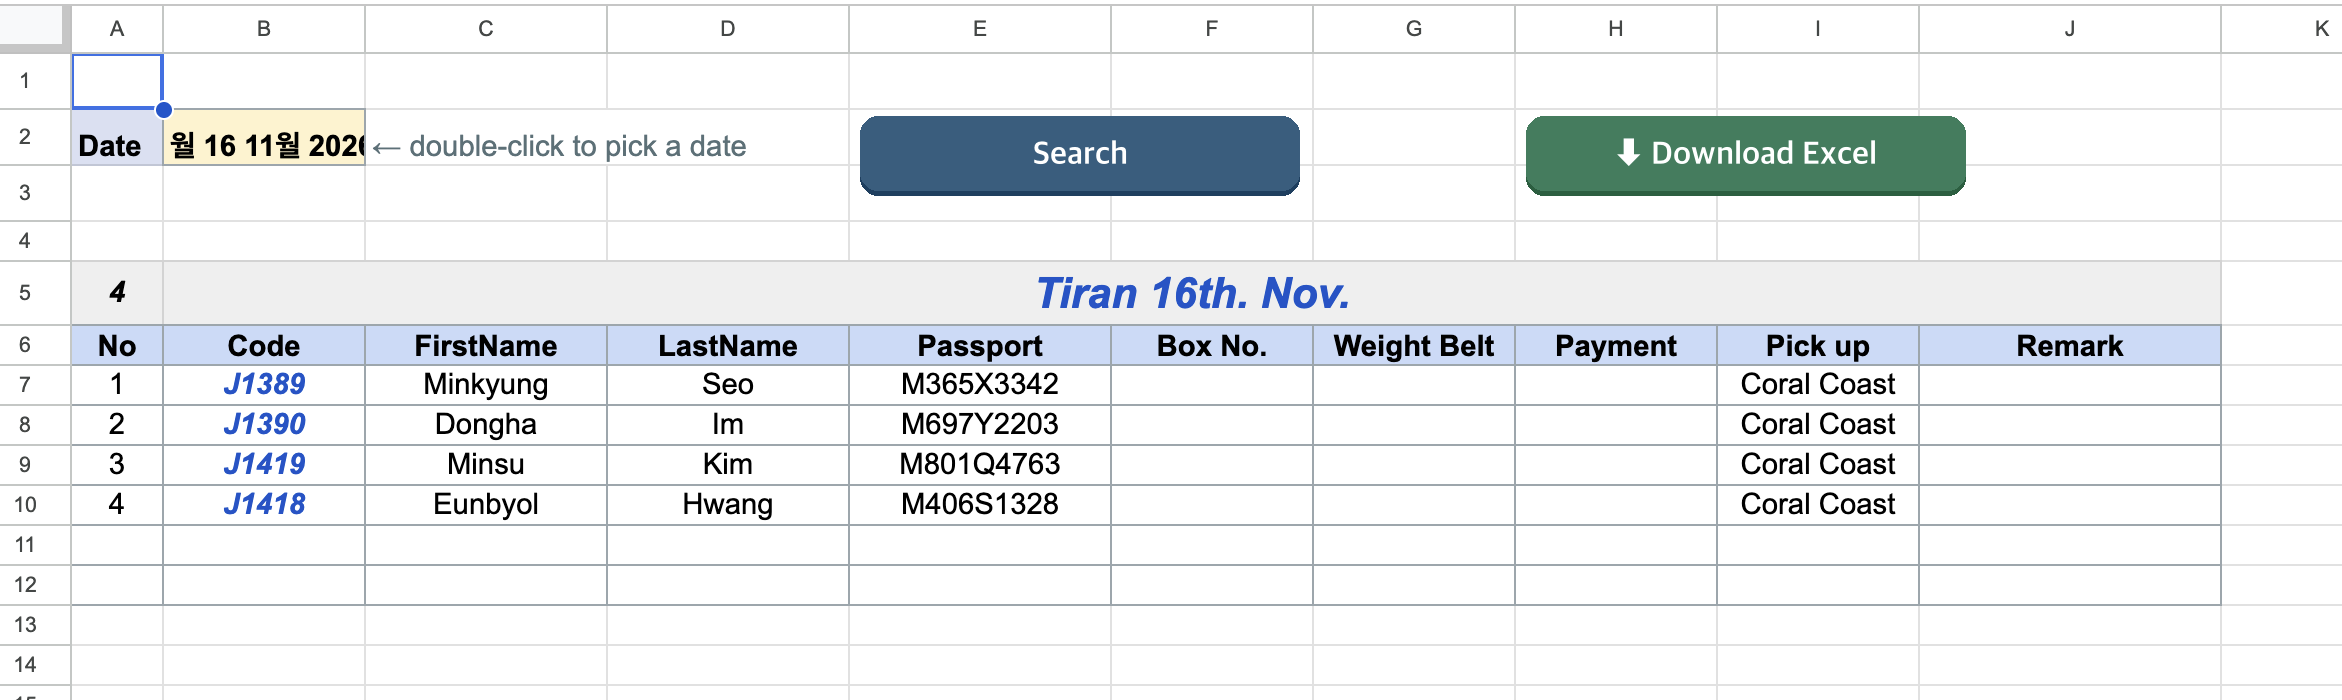 A B C D E F G H I J K
1
2 Date 월 16 11월 2026 ← double-click to pick a date Search ⬇ Download Excel
3
4
5 4 Tiran 16th. Nov.
6 No Code FirstName LastName Passport Box No. Weight Belt Payment Pick up Remark
7 1 J1389 Minkyung Seo M365X3342 Coral Coast
8 2 J1390 Dongha Im M697Y2203 Coral Coast
9 3 J1419 Minsu Kim M801Q4763 Coral Coast
10 4 J1418 Eunbyol Hwang M406S1328 Coral Coast
11
12
13
14